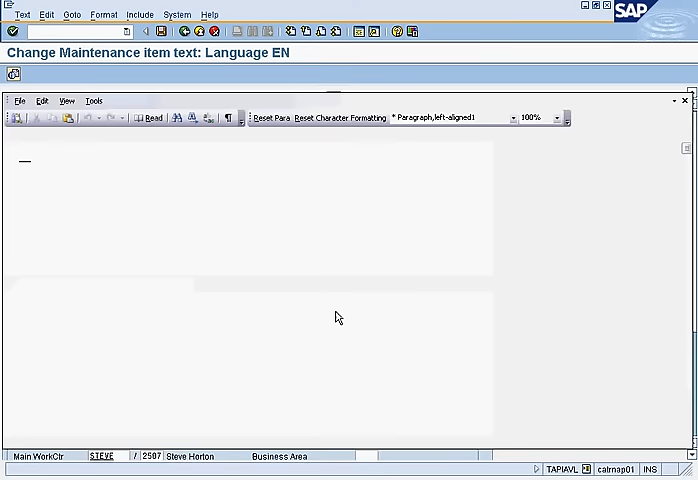 Text Edit Goto Format Include System Help
SAP
Change Maintenance item text: Language EN
File Edit View Tools
Read Reset Para Reset Character Formatting * Paragraph,left-aligned1 100%
Main WorkCtr STEVE / 2507 Steve Horton Business Area
TAPIAVL calrnap01 INS